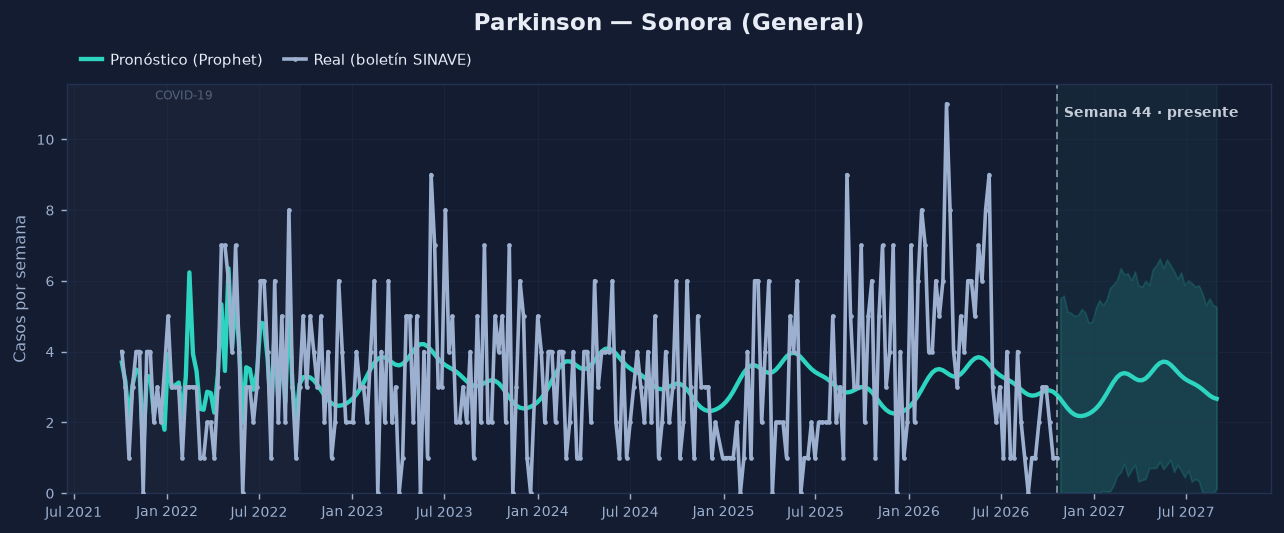 Parkinson — Sonora (General)
Pronóstico (Prophet)
Real (boletín SINAVE)
COVID-19
Semana 44 · presente
Casos por semana
10
8
6
4
2
0
Jul 2021
Jan 2022
Jul 2022
Jan 2023
Jul 2023
Jan 2024
Jul 2024
Jan 2025
Jul 2025
Jan 2026
Jul 2026
Jan 2027
Jul 2027